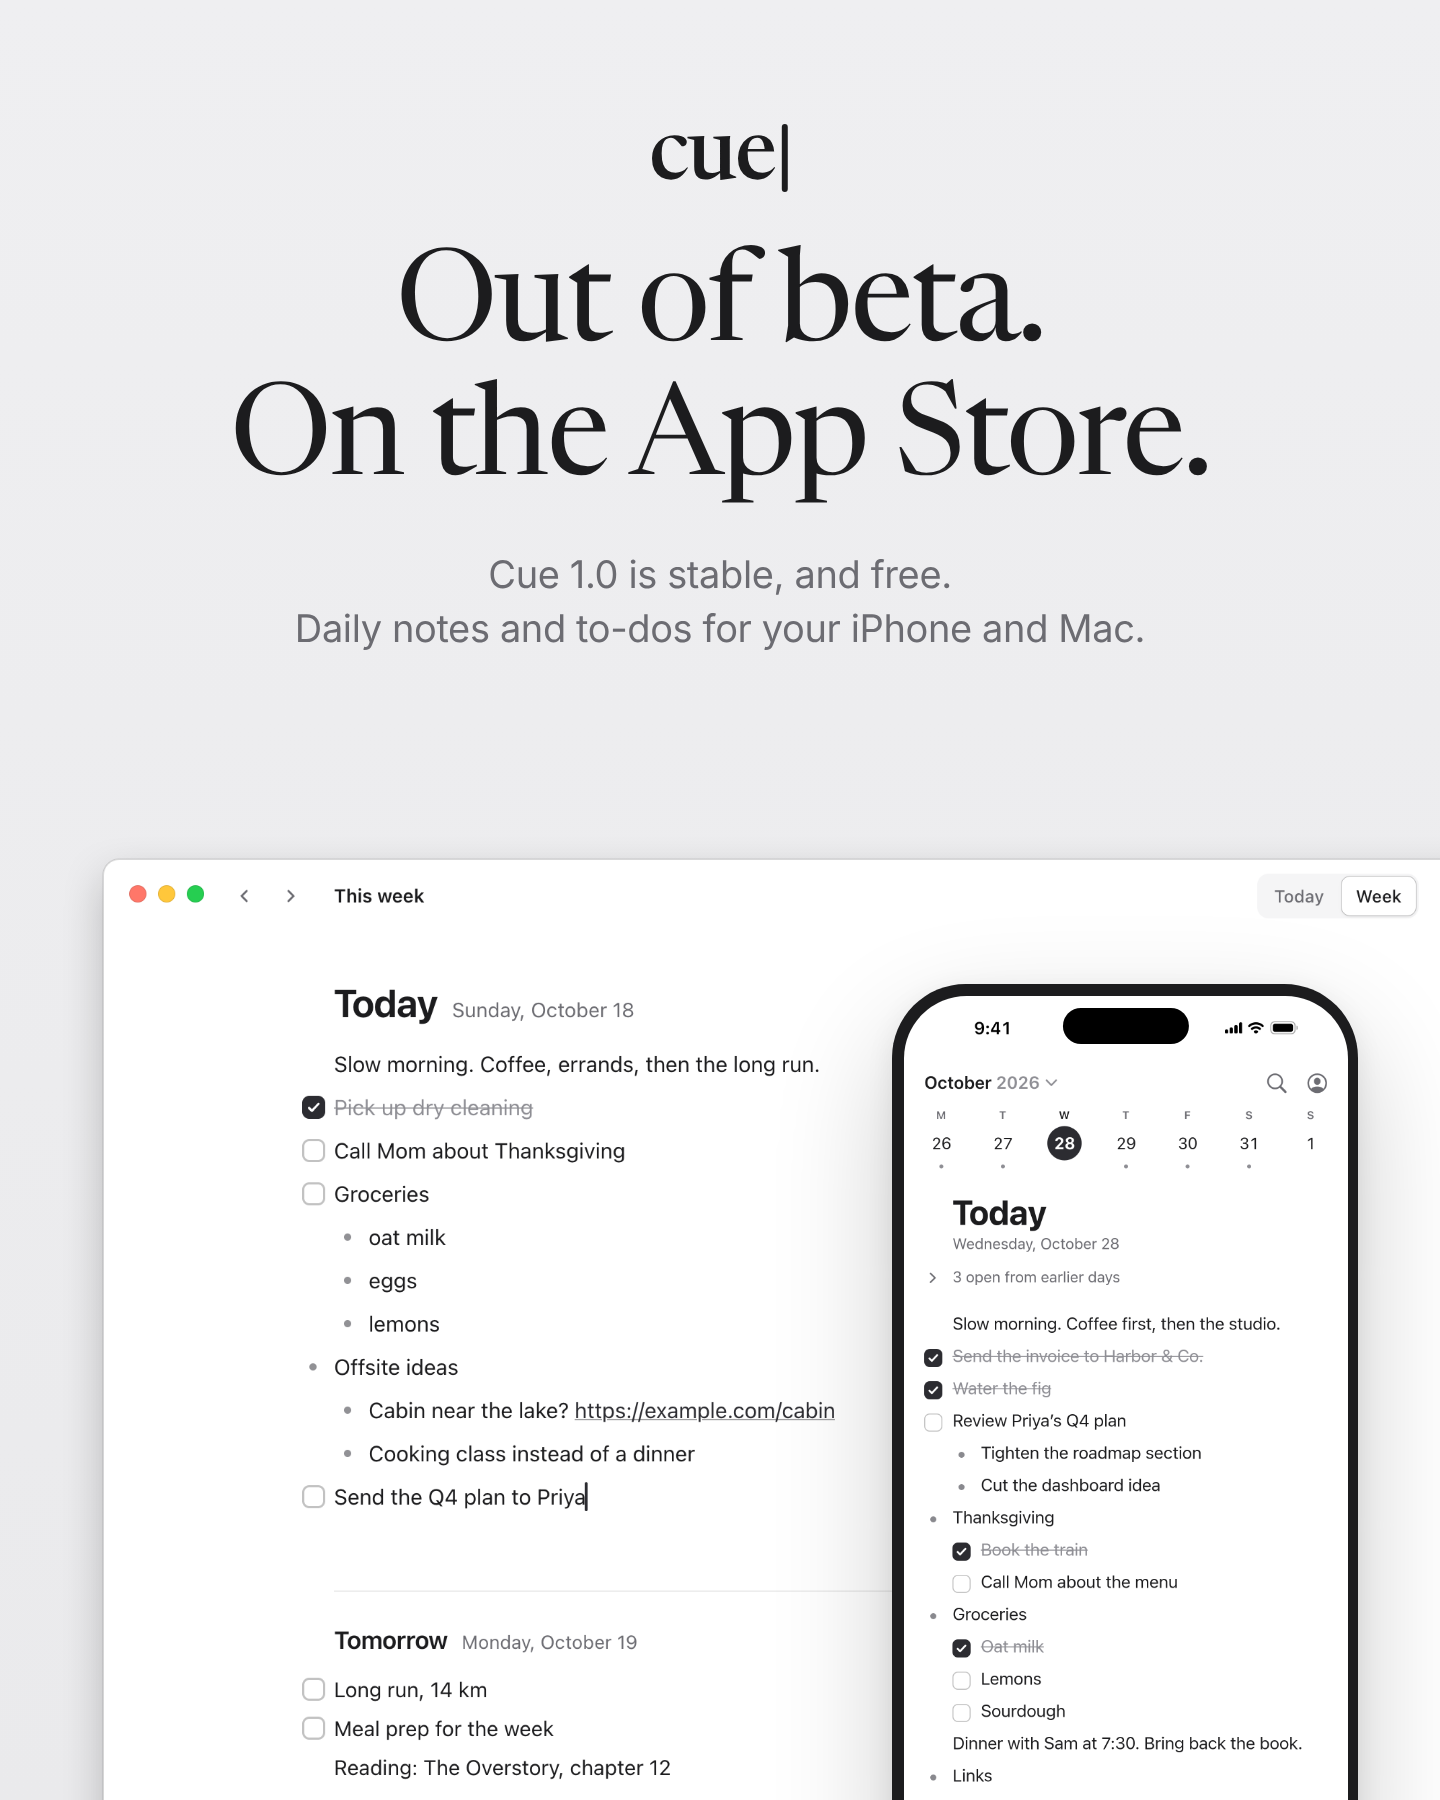 cue|
Out of beta.
On the App Store.
Cue 1.0 is stable, and free.
Daily notes and to-dos for your iPhone and Mac.
This week
Today Week
Today Sunday, October 18
Slow morning. Coffee, errands, then the long run.
Pick up dry cleaning
Call Mom about Thanksgiving
Groceries
oat milk
eggs
lemons
Offsite ideas
Cabin near the lake? https://example.com/cabin
Cooking class instead of a dinner
Send the Q4 plan to Priya
Tomorrow Monday, October 19
Long run, 14 km
Meal prep for the week
Reading: The Overstory, chapter 12
9:41
October 2026
M T W T F S S
26 27 28 29 30 31 1
Today
Wednesday, October 28
3 open from earlier days
Slow morning. Coffee first, then the studio.
Send the invoice to Harbor & Co.
Water the fig
Review Priya’s Q4 plan
Tighten the roadmap section
Cut the dashboard idea
Thanksgiving
Book the train
Call Mom about the menu
Groceries
Oat milk
Lemons
Sourdough
Dinner with Sam at 7:30. Bring back the book.
Links